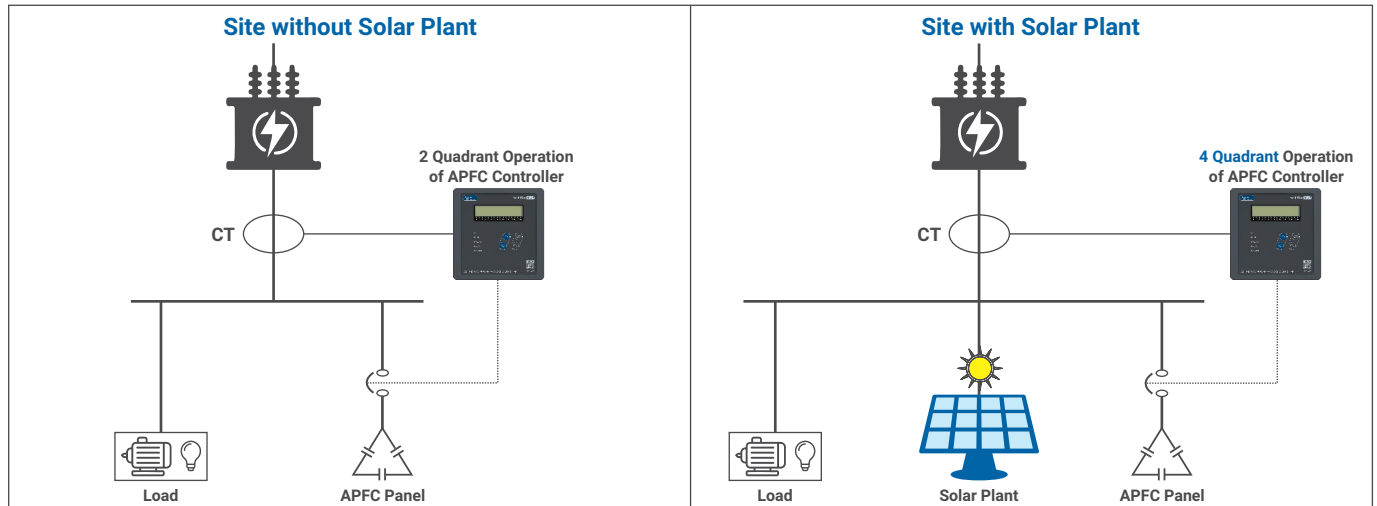 Site without Solar Plant
2 Quadrant Operation
of APFC Controller
CT
Load
APFC Panel
Site with Solar Plant
4 Quadrant Operation
of APFC Controller
CT
Load
Solar Plant
APFC Panel